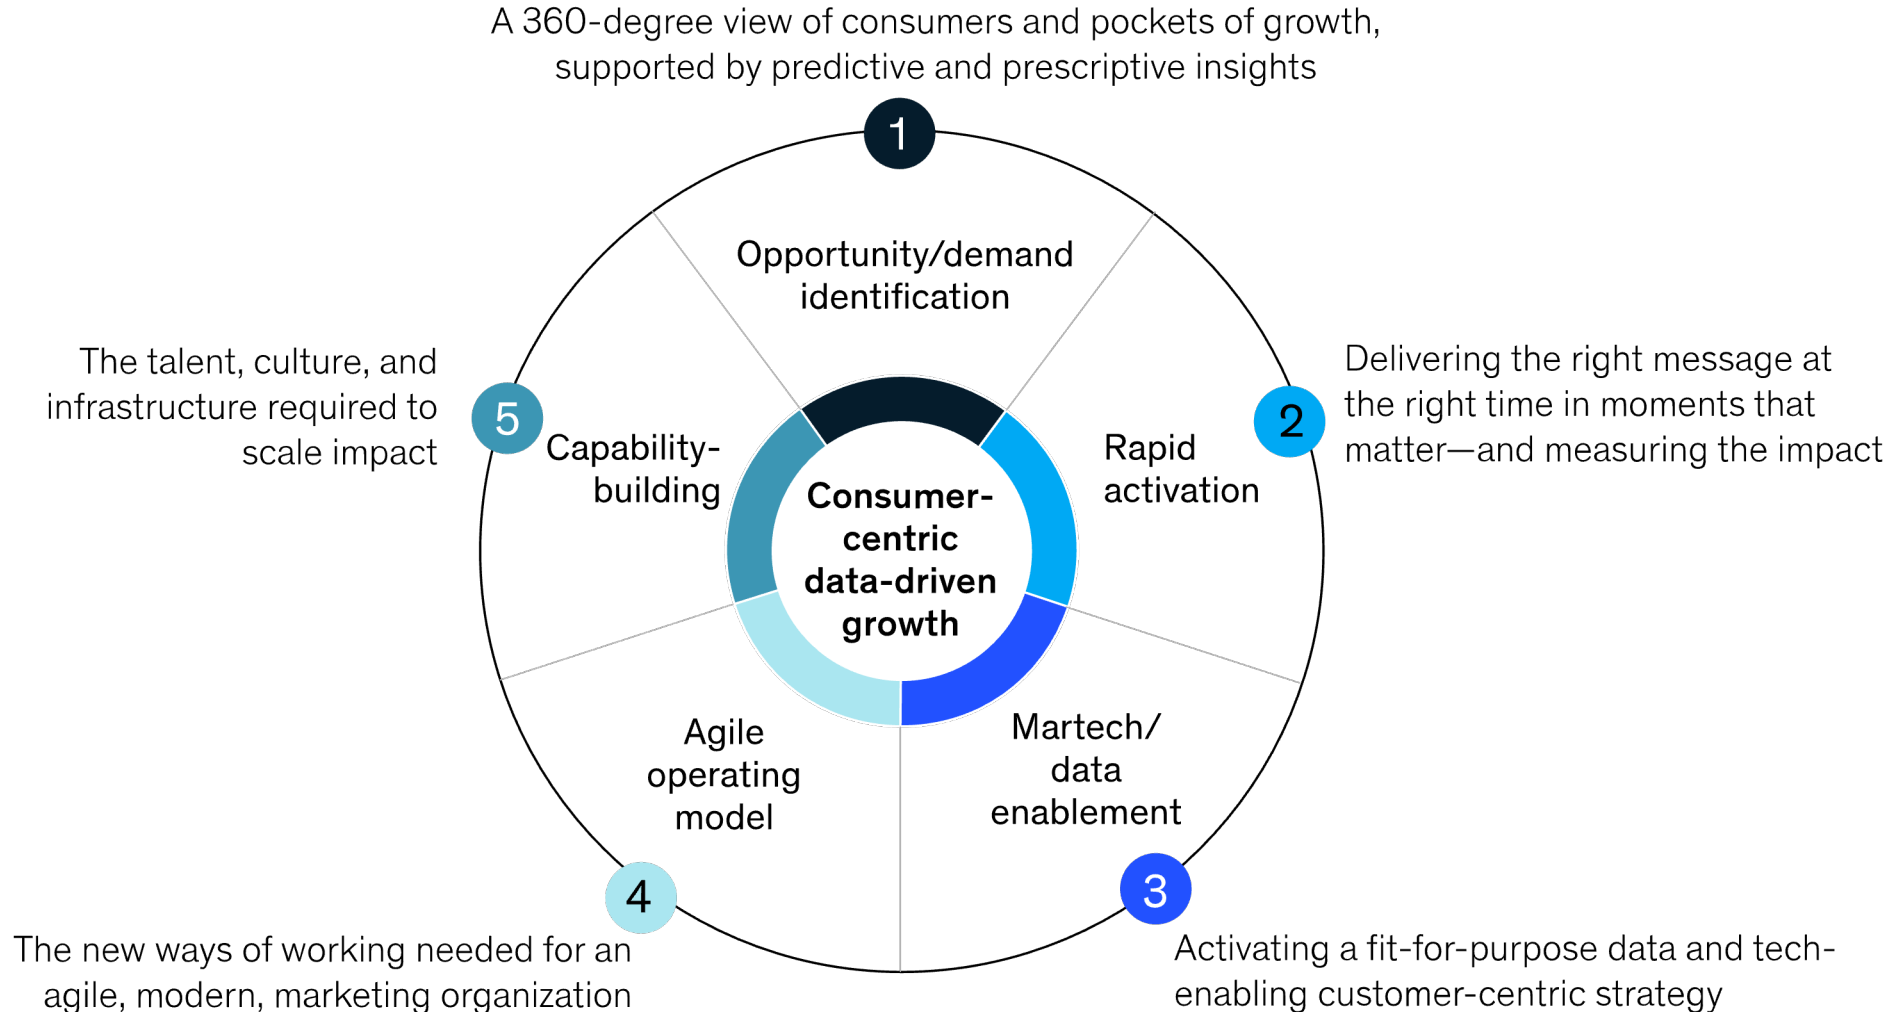 A 360-degree view of consumers and pockets of growth,
supported by predictive and prescriptive insights
1
Opportunity/demand
identification
2
Delivering the right message at
the right time in moments that
matter—and measuring the impact
Rapid
activation
3
Martech/
data
enablement
Activating a fit-for-purpose data and tech-
enabling customer-centric strategy
4
Agile
operating
model
The new ways of working needed for an
agile, modern, marketing organization
5
The talent, culture, and
infrastructure required to
scale impact
Capability-
building
Consumer-
centric
data-driven
growth